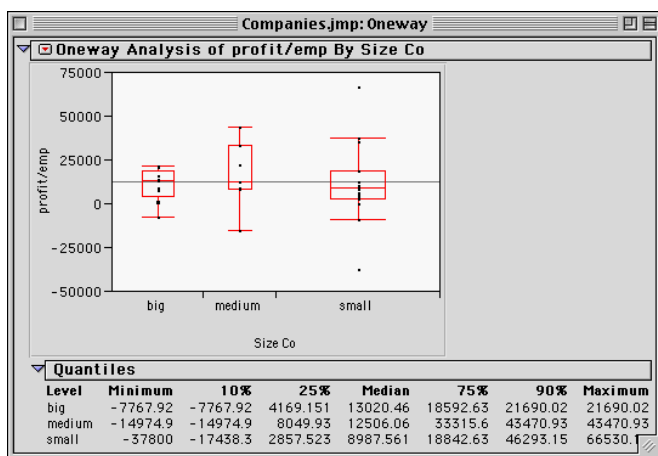 Companies.jmp: Oneway
Oneway Analysis of profit/emp By Size Co
75000
50000
25000
0
-25000
-50000
profit/emp
big medium small
Size Co
Quantiles
Level Minimum 10% 25% Median 75% 90% Maximum
big -7767.92 -7767.92 4169.151 13020.46 18592.63 21690.02 21690.02
medium -14974.9 -14974.9 8049.93 12506.06 33315.6 43470.93 43470.93
small -37800 -17438.3 2857.523 8987.561 18842.63 46293.15